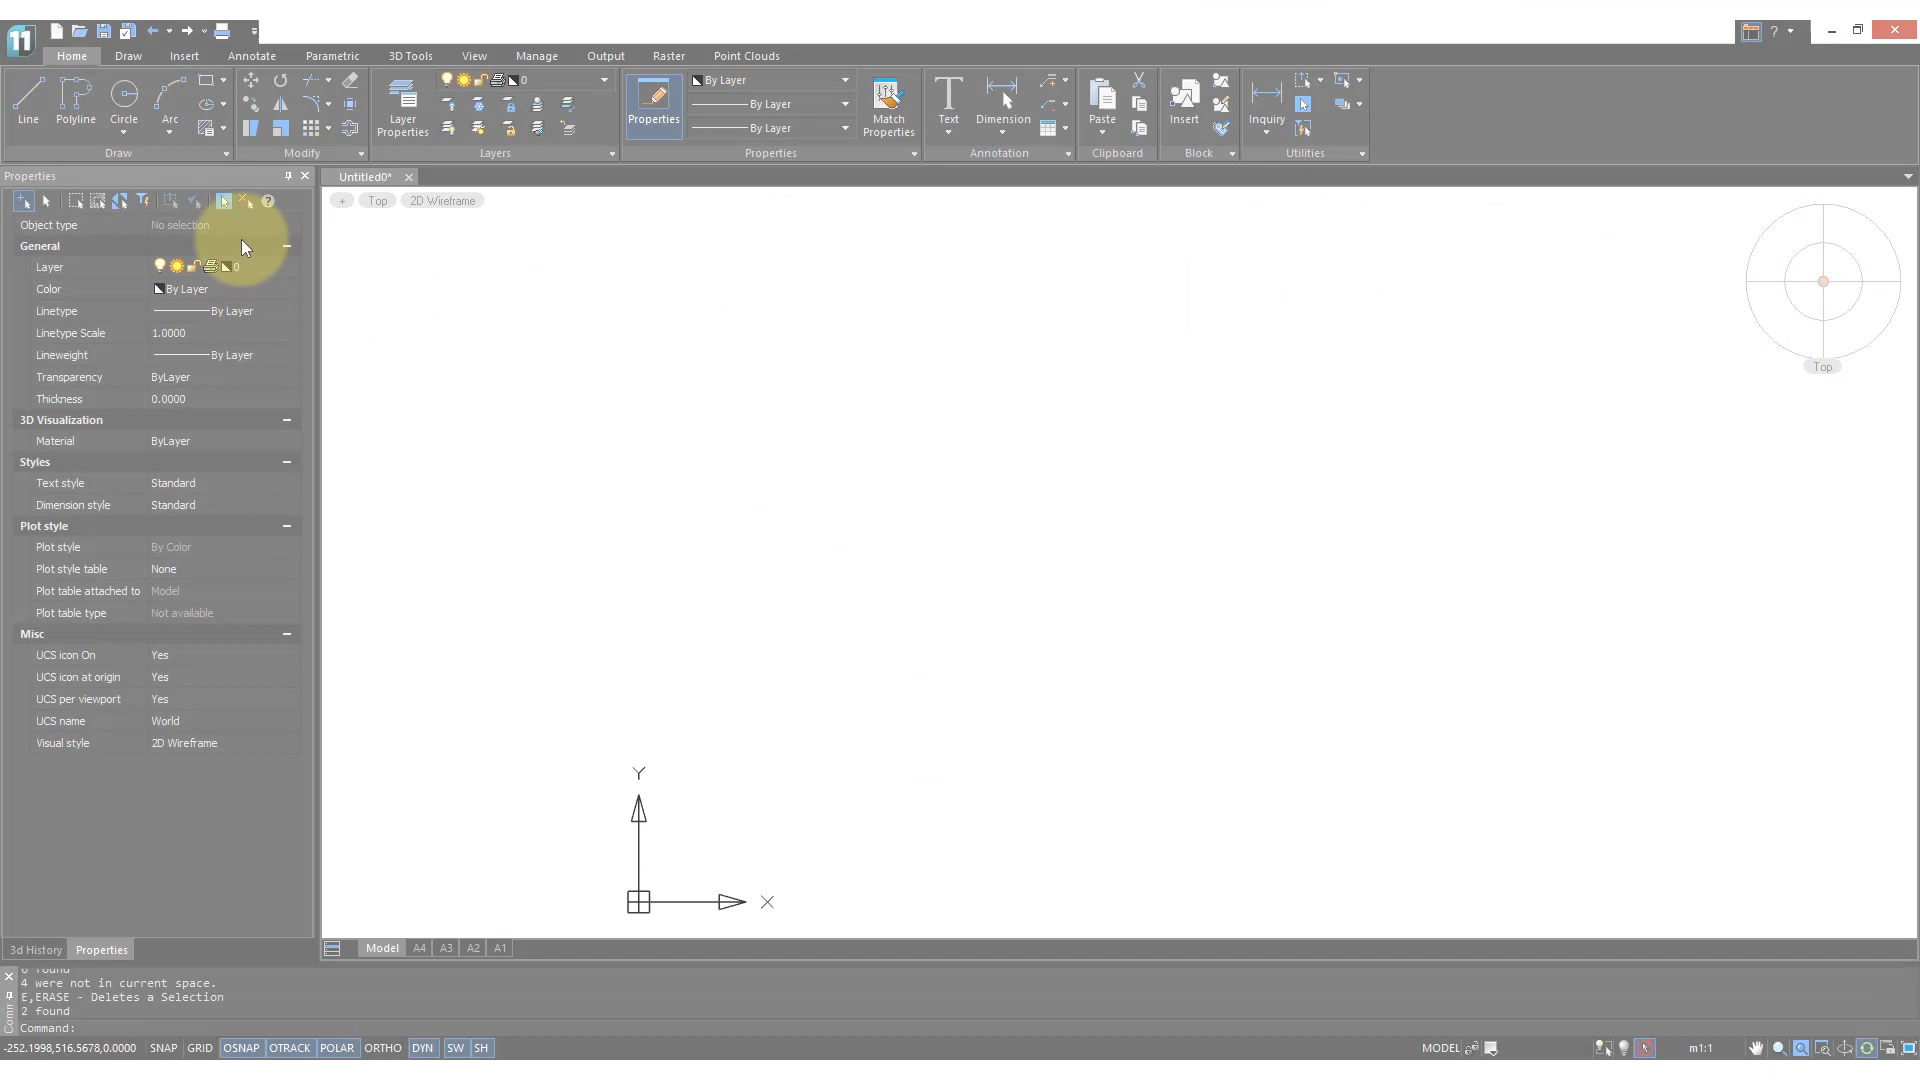 11
?
Home Draw Insert Annotate Parametric 3D Tools View Manage Output Raster Point Clouds
Line Polyline Circle Arc
Layer Properties
0
Properties
By Layer
By Layer
By Layer
Match Properties
Text Dimension
Paste
Insert
Inquiry
Draw Modify Layers Properties Annotation Clipboard Block Utilities
Properties
Untitled0*
+ Top 2D Wireframe
Object type No selection
General
Layer 0
Color By Layer
Linetype By Layer
Linetype Scale 1.0000
Lineweight By Layer
Transparency ByLayer
Thickness 0.0000
3D Visualization
Material ByLayer
Styles
Text style Standard
Dimension style Standard
Plot style
Plot style By Color
Plot style table None
Plot table attached to Model
Plot table type Not available
Misc
UCS icon On Yes
UCS icon at origin Yes
UCS per viewport Yes
UCS name World
Visual style 2D Wireframe
Top
Y
X
3d History Properties
Model A4 A3 A2 A1
6 found
4 were not in current space.
E,ERASE - Deletes a Selection
2 found
Command:
Comm
-252.1998,516.5678,0.0000 SNAP GRID OSNAP OTRACK POLAR ORTHO DYN SW SH MODEL m1:1